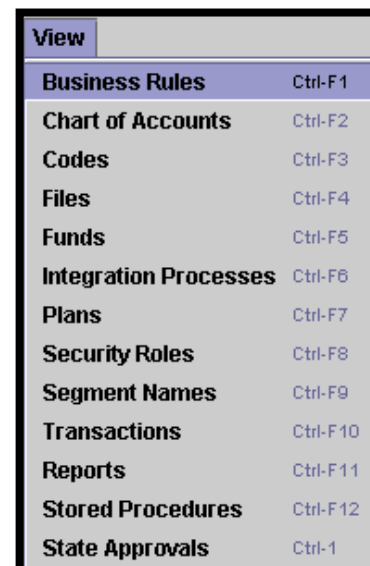 View
Business Rules Ctrl-F1
Chart of Accounts Ctrl-F2
Codes Ctrl-F3
Files Ctrl-F4
Funds Ctrl-F5
Integration Processes Ctrl-F6
Plans Ctrl-F7
Security Roles Ctrl-F8
Segment Names Ctrl-F9
Transactions Ctrl-F10
Reports Ctrl-F11
Stored Procedures Ctrl-F12
State Approvals Ctrl-1